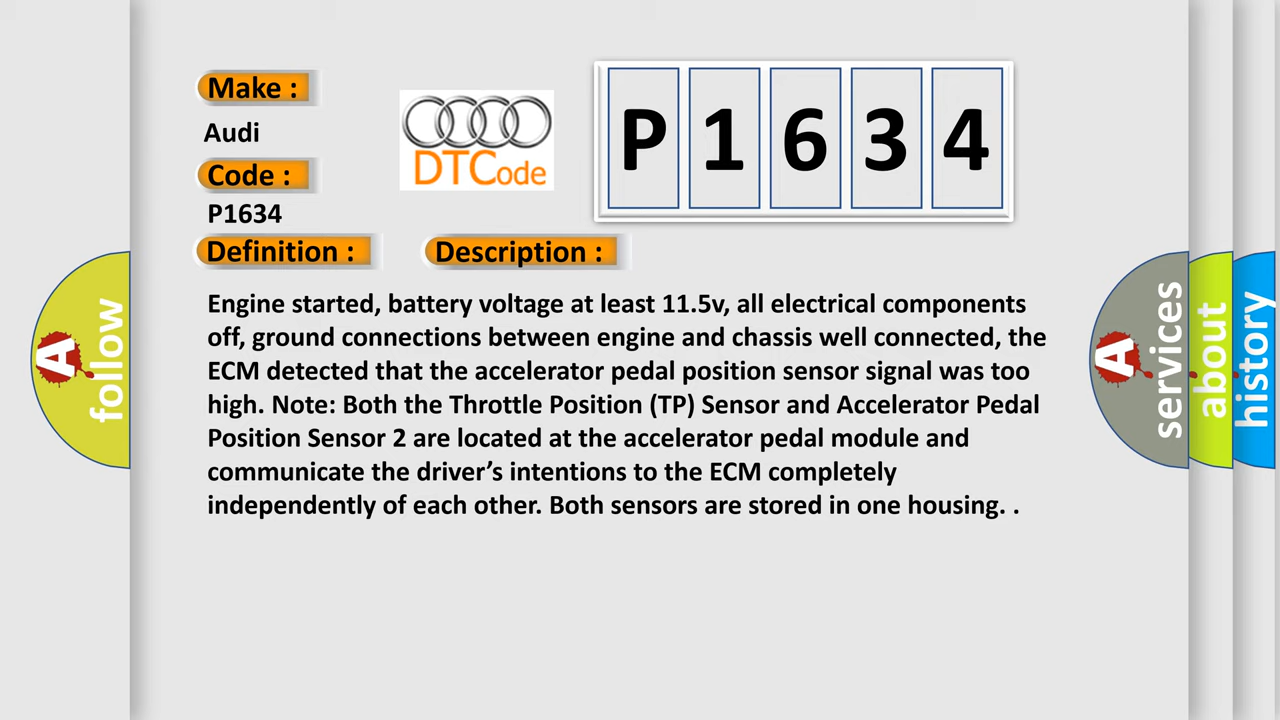 Make :
Audi
Code :
P1634
DTCode
P1634
Definition :
Description :
Engine started, battery voltage at least 11.5v, all electrical components
off, ground connections between engine and chassis well connected, the
ECM detected that the accelerator pedal position sensor signal was too
high. Note: Both the Throttle Position (TP) Sensor and Accelerator Pedal
Position Sensor 2 are located at the accelerator pedal module and
communicate the driver’s intentions to the ECM completely
independently of each other. Both sensors are stored in one housing. .
A
follow
A
services
about
history